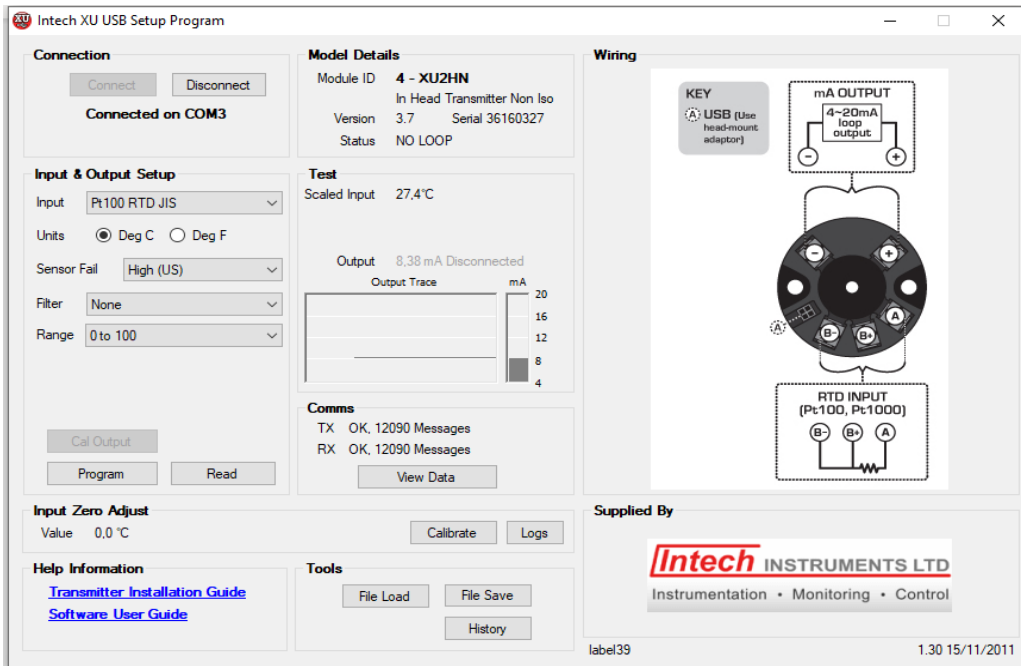 XU Intech XU USB Setup Program
Connection
Connect Disconnect
Connected on COM3
Model Details
Module ID 4 - XU2HN
In Head Transmitter Non Iso
Version 3.7 Serial 36160327
Status NO LOOP
Input & Output Setup
Input Pt100 RTD JIS
Units Deg C Deg F
Sensor Fail High (US)
Filter None
Range 0 to 100
Cal Output
Program Read
Test
Scaled Input 27,4°C
Output 8,38 mA Disconnected
Output Trace mA
20
16
12
8
4
Comms
TX OK, 12090 Messages
RX OK, 12090 Messages
View Data
Input Zero Adjust
Value 0,0 °C Calibrate Logs
Help Information
Transmitter Installation Guide
Software User Guide
Tools
File Load File Save
History
Wiring
KEY
A USB (Use
head-mount
adaptor)
mA OUTPUT
4~20mA
loop
output
- +
- +
A
A
B- B+
RTD INPUT
(Pt100, Pt1000)
B- B+ A
Supplied By
Intech INSTRUMENTS LTD
Instrumentation • Monitoring • Control
label39 1.30 15/11/2011